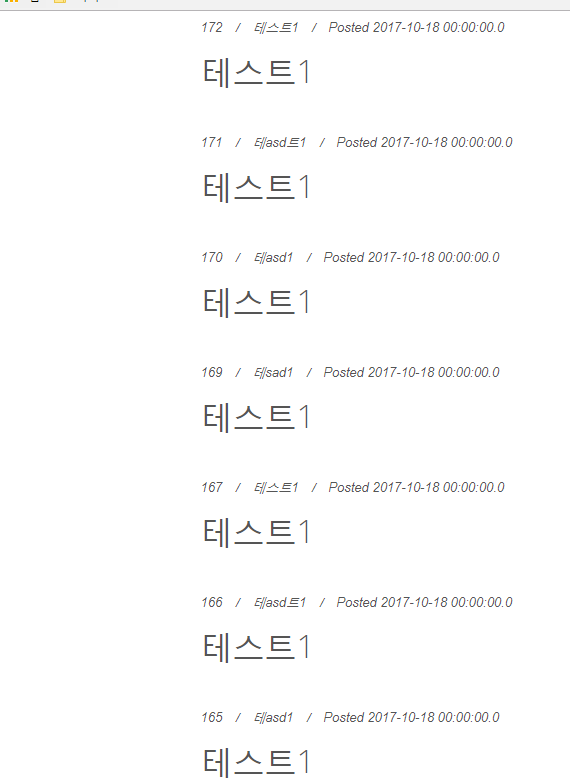 172 / 테스트1 / Posted 2017-10-18 00:00:00.0
테스트1
171 / 테asd트1 / Posted 2017-10-18 00:00:00.0
테스트1
170 / 테asd1 / Posted 2017-10-18 00:00:00.0
테스트1
169 / 테sad1 / Posted 2017-10-18 00:00:00.0
테스트1
167 / 테스트1 / Posted 2017-10-18 00:00:00.0
테스트1
166 / 테asd트1 / Posted 2017-10-18 00:00:00.0
테스트1
165 / 테asd1 / Posted 2017-10-18 00:00:00.0
테스트1